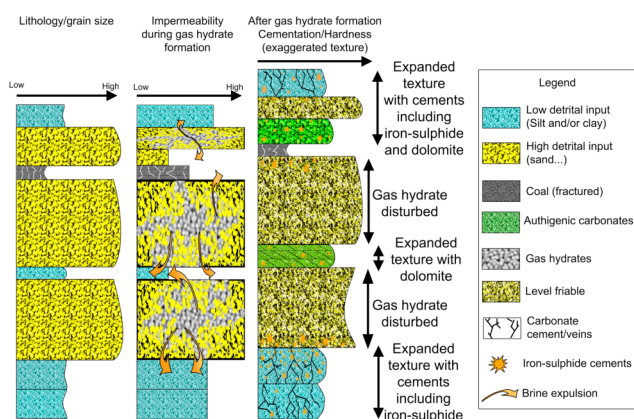 Lithology/grain size
Low
High
Impermeability
during gas hydrate
formation
Low
High
After gas hydrate formation
Cementation/Hardness
(exaggerated texture)
Expanded
texture
with cements
including
iron-sulphide
and dolomite
Gas hydrate
disturbed
Expanded
texture with
dolomite
Gas hydrate
disturbed
Expanded
texture with
cements
including
iron-sulphide
Legend
Low detrital input
(Silt and/or clay)
High detrital input
(sand...)
Coal (fractured)
Authigenic carbonates
Gas hydrates
Level friable
Carbonate
cement/veins
Iron-sulphide cements
Brine expulsion